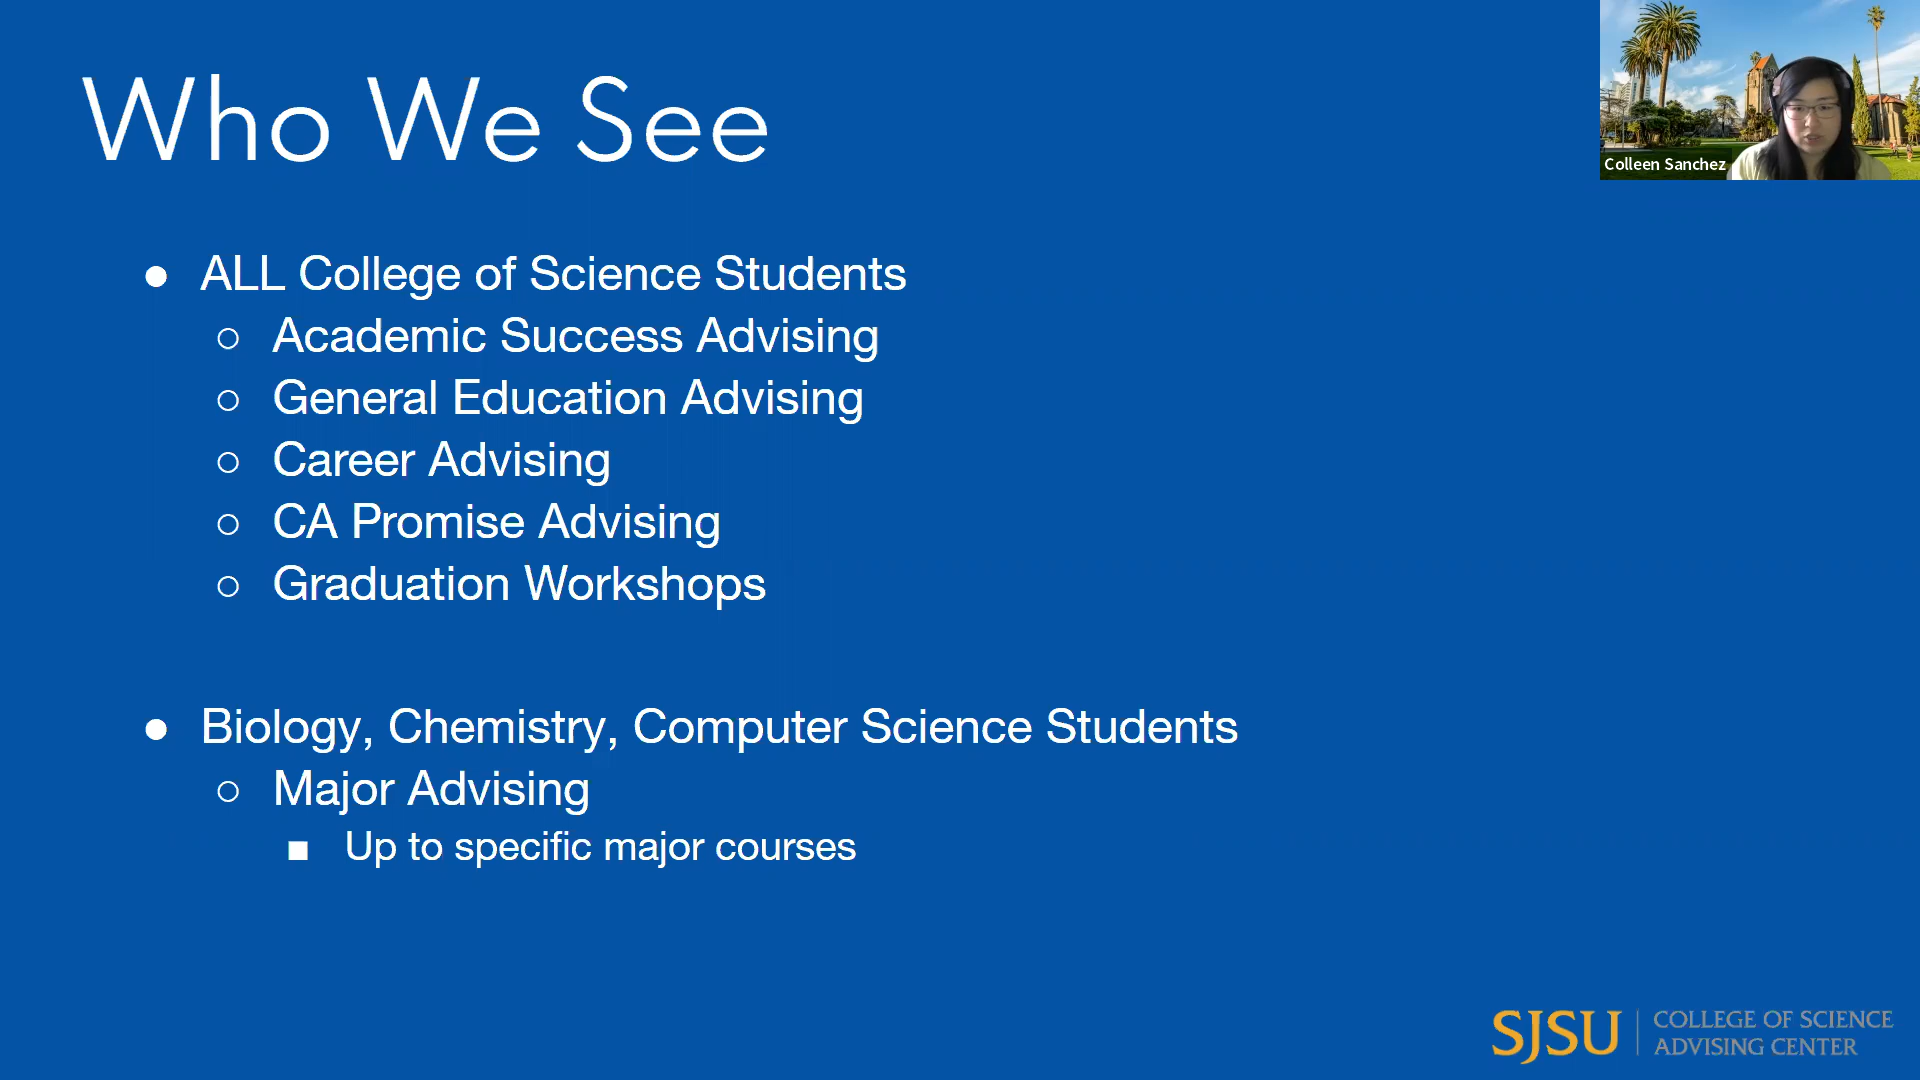 Who We See
Colleen Sanchez
● ALL College of Science Students
○ Academic Success Advising
○ General Education Advising
○ Career Advising
○ CA Promise Advising
○ Graduation Workshops
● Biology, Chemistry, Computer Science Students
○ Major Advising
■ Up to specific major courses
SJSU | COLLEGE OF SCIENCE
ADVISING CENTER